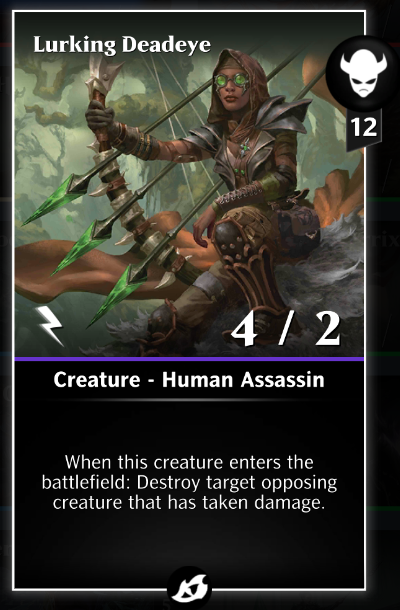 Lurking Deadeye
12
4 / 2
Creature - Human Assassin
When this creature enters the
battlefield: Destroy target opposing
creature that has taken damage.